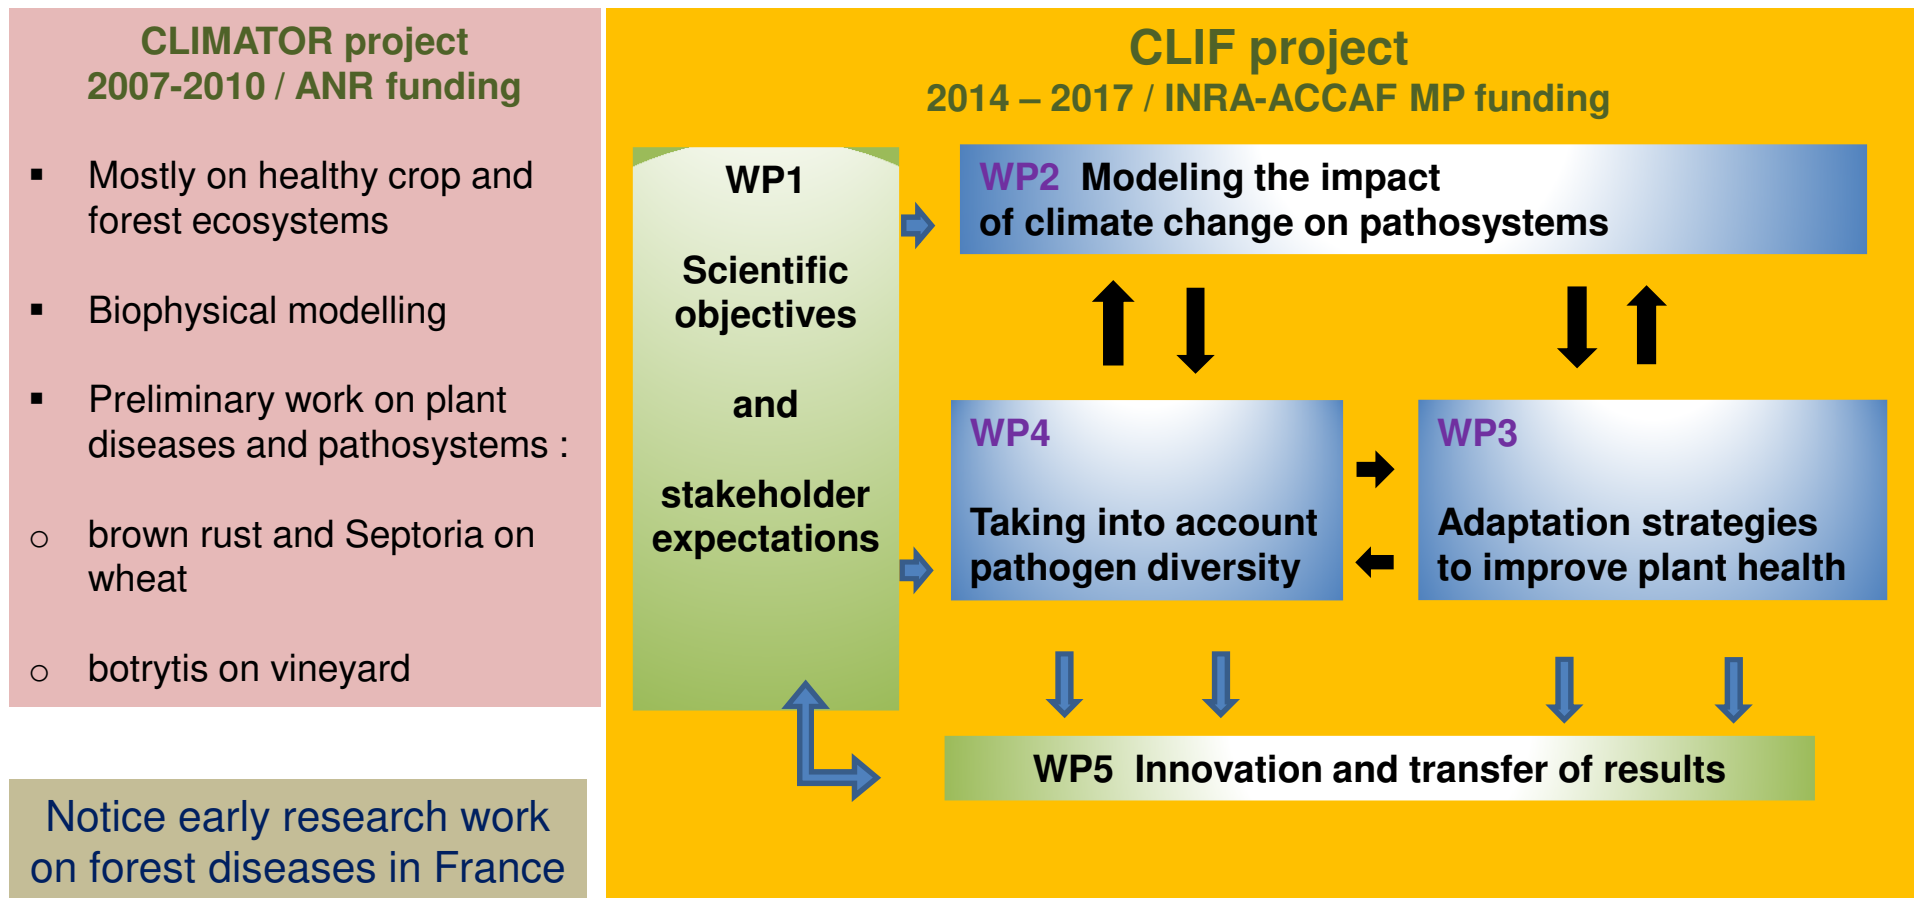 CLIMATOR project
2007-2010 / ANR funding
▪ Mostly on healthy crop and
forest ecosystems
▪ Biophysical modelling
▪ Preliminary work on plant
diseases and pathosystems :
o brown rust and Septoria on
wheat
o botrytis on vineyard
Notice early research work
on forest diseases in France
CLIF project
2014 – 2017 / INRA-ACCAF MP funding
WP1
Scientific
objectives
and
stakeholder
expectations
WP2 Modeling the impact
of climate change on pathosystems
WP4
Taking into account
pathogen diversity
WP3
Adaptation strategies
to improve plant health
WP5 Innovation and transfer of results